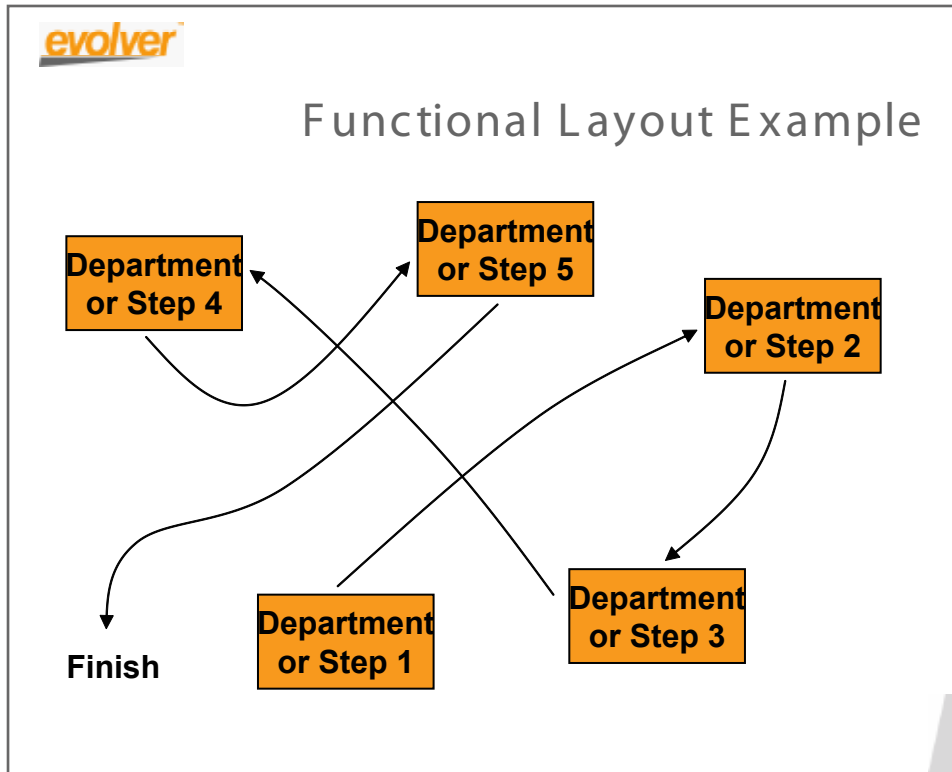 evolver
Functional Layout Example
Department
or Step 4
Department
or Step 5
Department
or Step 2
Department
or Step 1
Department
or Step 3
Finish